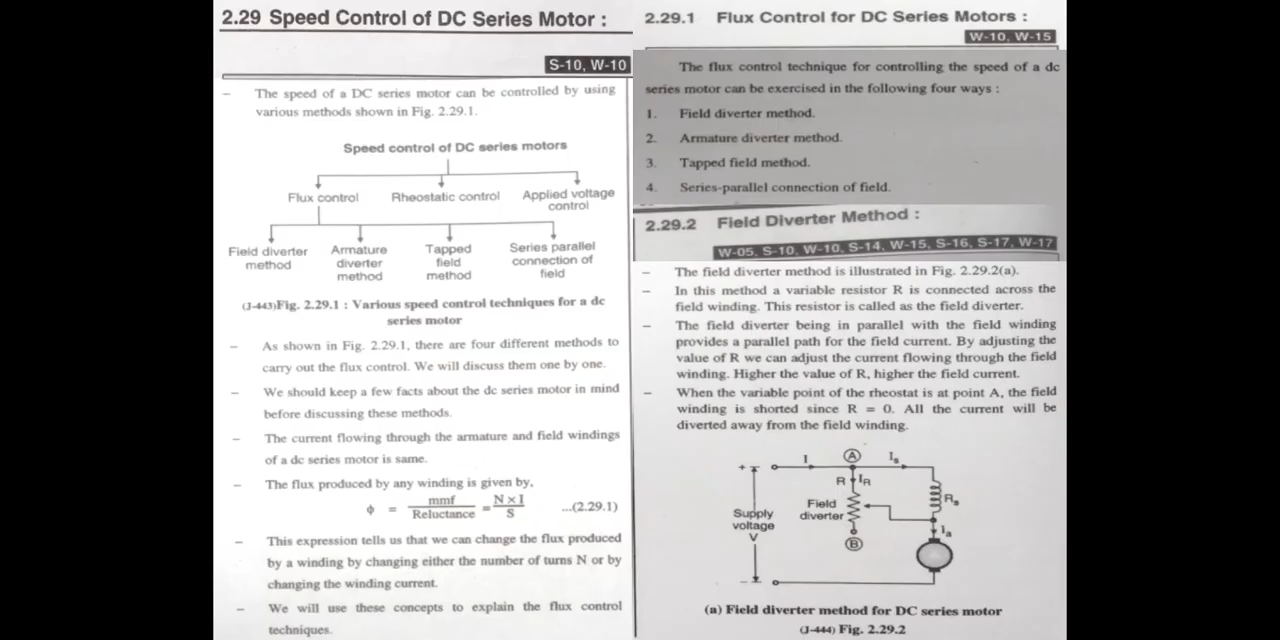 2.29 Speed Control of DC Series Motor :
S-10, W-10
– The speed of a DC series motor can be controlled by using
various methods shown in Fig. 2.29.1.
Speed control of DC series motors
Flux control Rheostatic control Applied voltage
control
Field diverter
method
Armature
diverter
method
Tapped
field
method
Series parallel
connection of
field
(J-443)Fig. 2.29.1 : Various speed control techniques for a dc
series motor
– As shown in Fig. 2.29.1, there are four different methods to
carry out the flux control. We will discuss them one by one.
– We should keep a few facts about the dc series motor in mind
before discussing these methods.
– The current flowing through the armature and field windings
of a dc series motor is same.
– The flux produced by any winding is given by,
ϕ = mmf / Reluctance = N × I / S ...(2.29.1)
– This expression tells us that we can change the flux produced
by a winding by changing either the number of turns N or by
changing the winding current.
– We will use these concepts to explain the flux control
techniques.
2.29.1 Flux Control for DC Series Motors :
W-10, W-15
The flux control technique for controlling the speed of a dc
series motor can be exercised in the following four ways :
1. Field diverter method.
2. Armature diverter method.
3. Tapped field method.
4. Series-parallel connection of field.
2.29.2 Field Diverter Method :
W-05, S-10, W-10, S-14, W-15, S-16, S-17, W-17
– The field diverter method is illustrated in Fig. 2.29.2(a).
– In this method a variable resistor R is connected across the
field winding. This resistor is called as the field diverter.
– The field diverter being in parallel with the field winding
provides a parallel path for the field current. By adjusting the
value of R we can adjust the current flowing through the field
winding. Higher the value of R, higher the field current.
– When the variable point of the rheostat is at point A, the field
winding is shorted since R = 0. All the current will be
diverted away from the field winding.
+ I A Is
R IR
Field
diverter
Rs
Supply
voltage
V
B
Ia
–
(a) Field diverter method for DC series motor
(J-444) Fig. 2.29.2